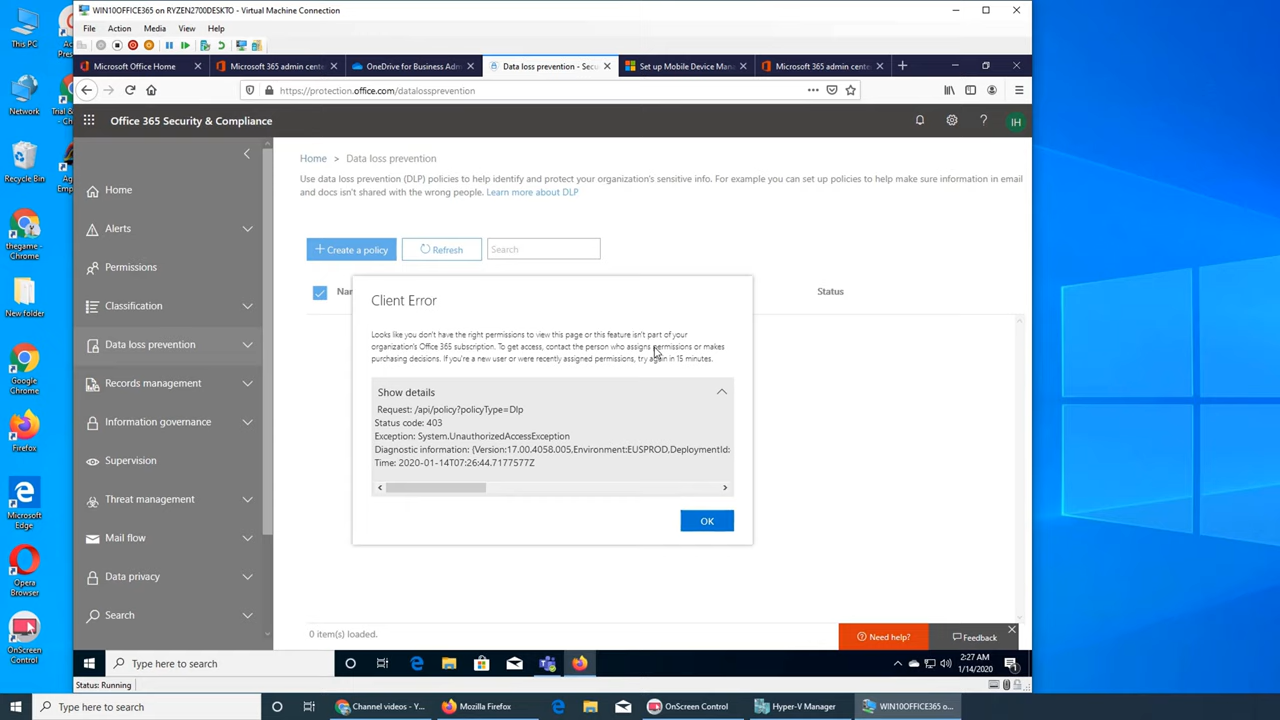 This PC
Network
Recycle Bin
thegame -
Chrome
New folder
Google
Chrome
Firefox
Microsoft
Edge
Opera
Browser
OnScreen
Control
WIN10OFFICE365 on RYZEN2700DESKTO - Virtual Machine Connection
File Action Media View Help
Microsoft Office Home
Microsoft 365 admin cent
OneDrive for Business Adm
Data loss prevention - Secu
Set up Mobile Device Man
Microsoft 365 admin cente
https://protection.office.com/datalossprevention
Office 365 Security & Compliance
IH
Home
Alerts
Permissions
Classification
Data loss prevention
Records management
Information governance
Supervision
Threat management
Mail flow
Data privacy
Search
Home > Data loss prevention
Use data loss prevention (DLP) policies to help identify and protect your organization's sensitive info. For example you can set up policies to help make sure information in email
and docs isn't shared with the wrong people. Learn more about DLP
+ Create a policy
Refresh
Search
Nar
Status
Client Error
Looks like you don't have the right permissions to view this page or this feature isn't part of your
organization's Office 365 subscription. To get access, contact the person who assigns permissions or makes
purchasing decisions. If you're a new user or were recently assigned permissions, try again in 15 minutes.
Show details
Request: /api/policy?policyType=Dlp
Status code: 403
Exception: System.UnauthorizedAccessException
Diagnostic information: {Version:17.00.4058.005,Environment:EUSPROD,DeploymentId:
Time: 2020-01-14T07:26:44.7177577Z
OK
0 item(s) loaded.
Need help?
Feedback
Type here to search
2:27 AM
1/14/2020
Status: Running
Type here to search
Channel videos - Y...
Mozilla Firefox
OnScreen Control
Hyper-V Manager
WIN10OFFICE365 o...